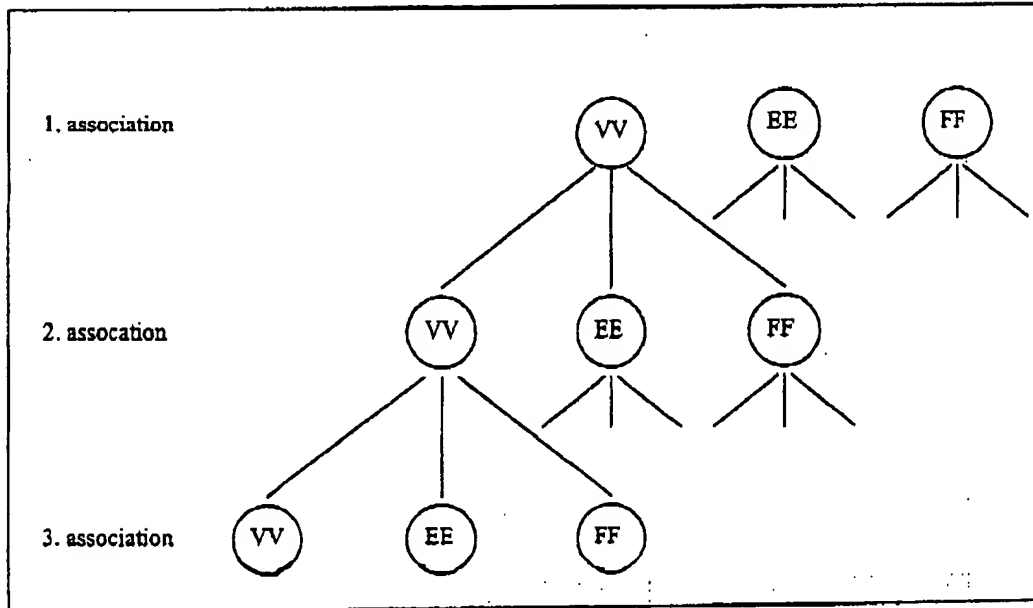 1. association VV EE FF
2. assocation VV EE FF
3. association VV EE FF